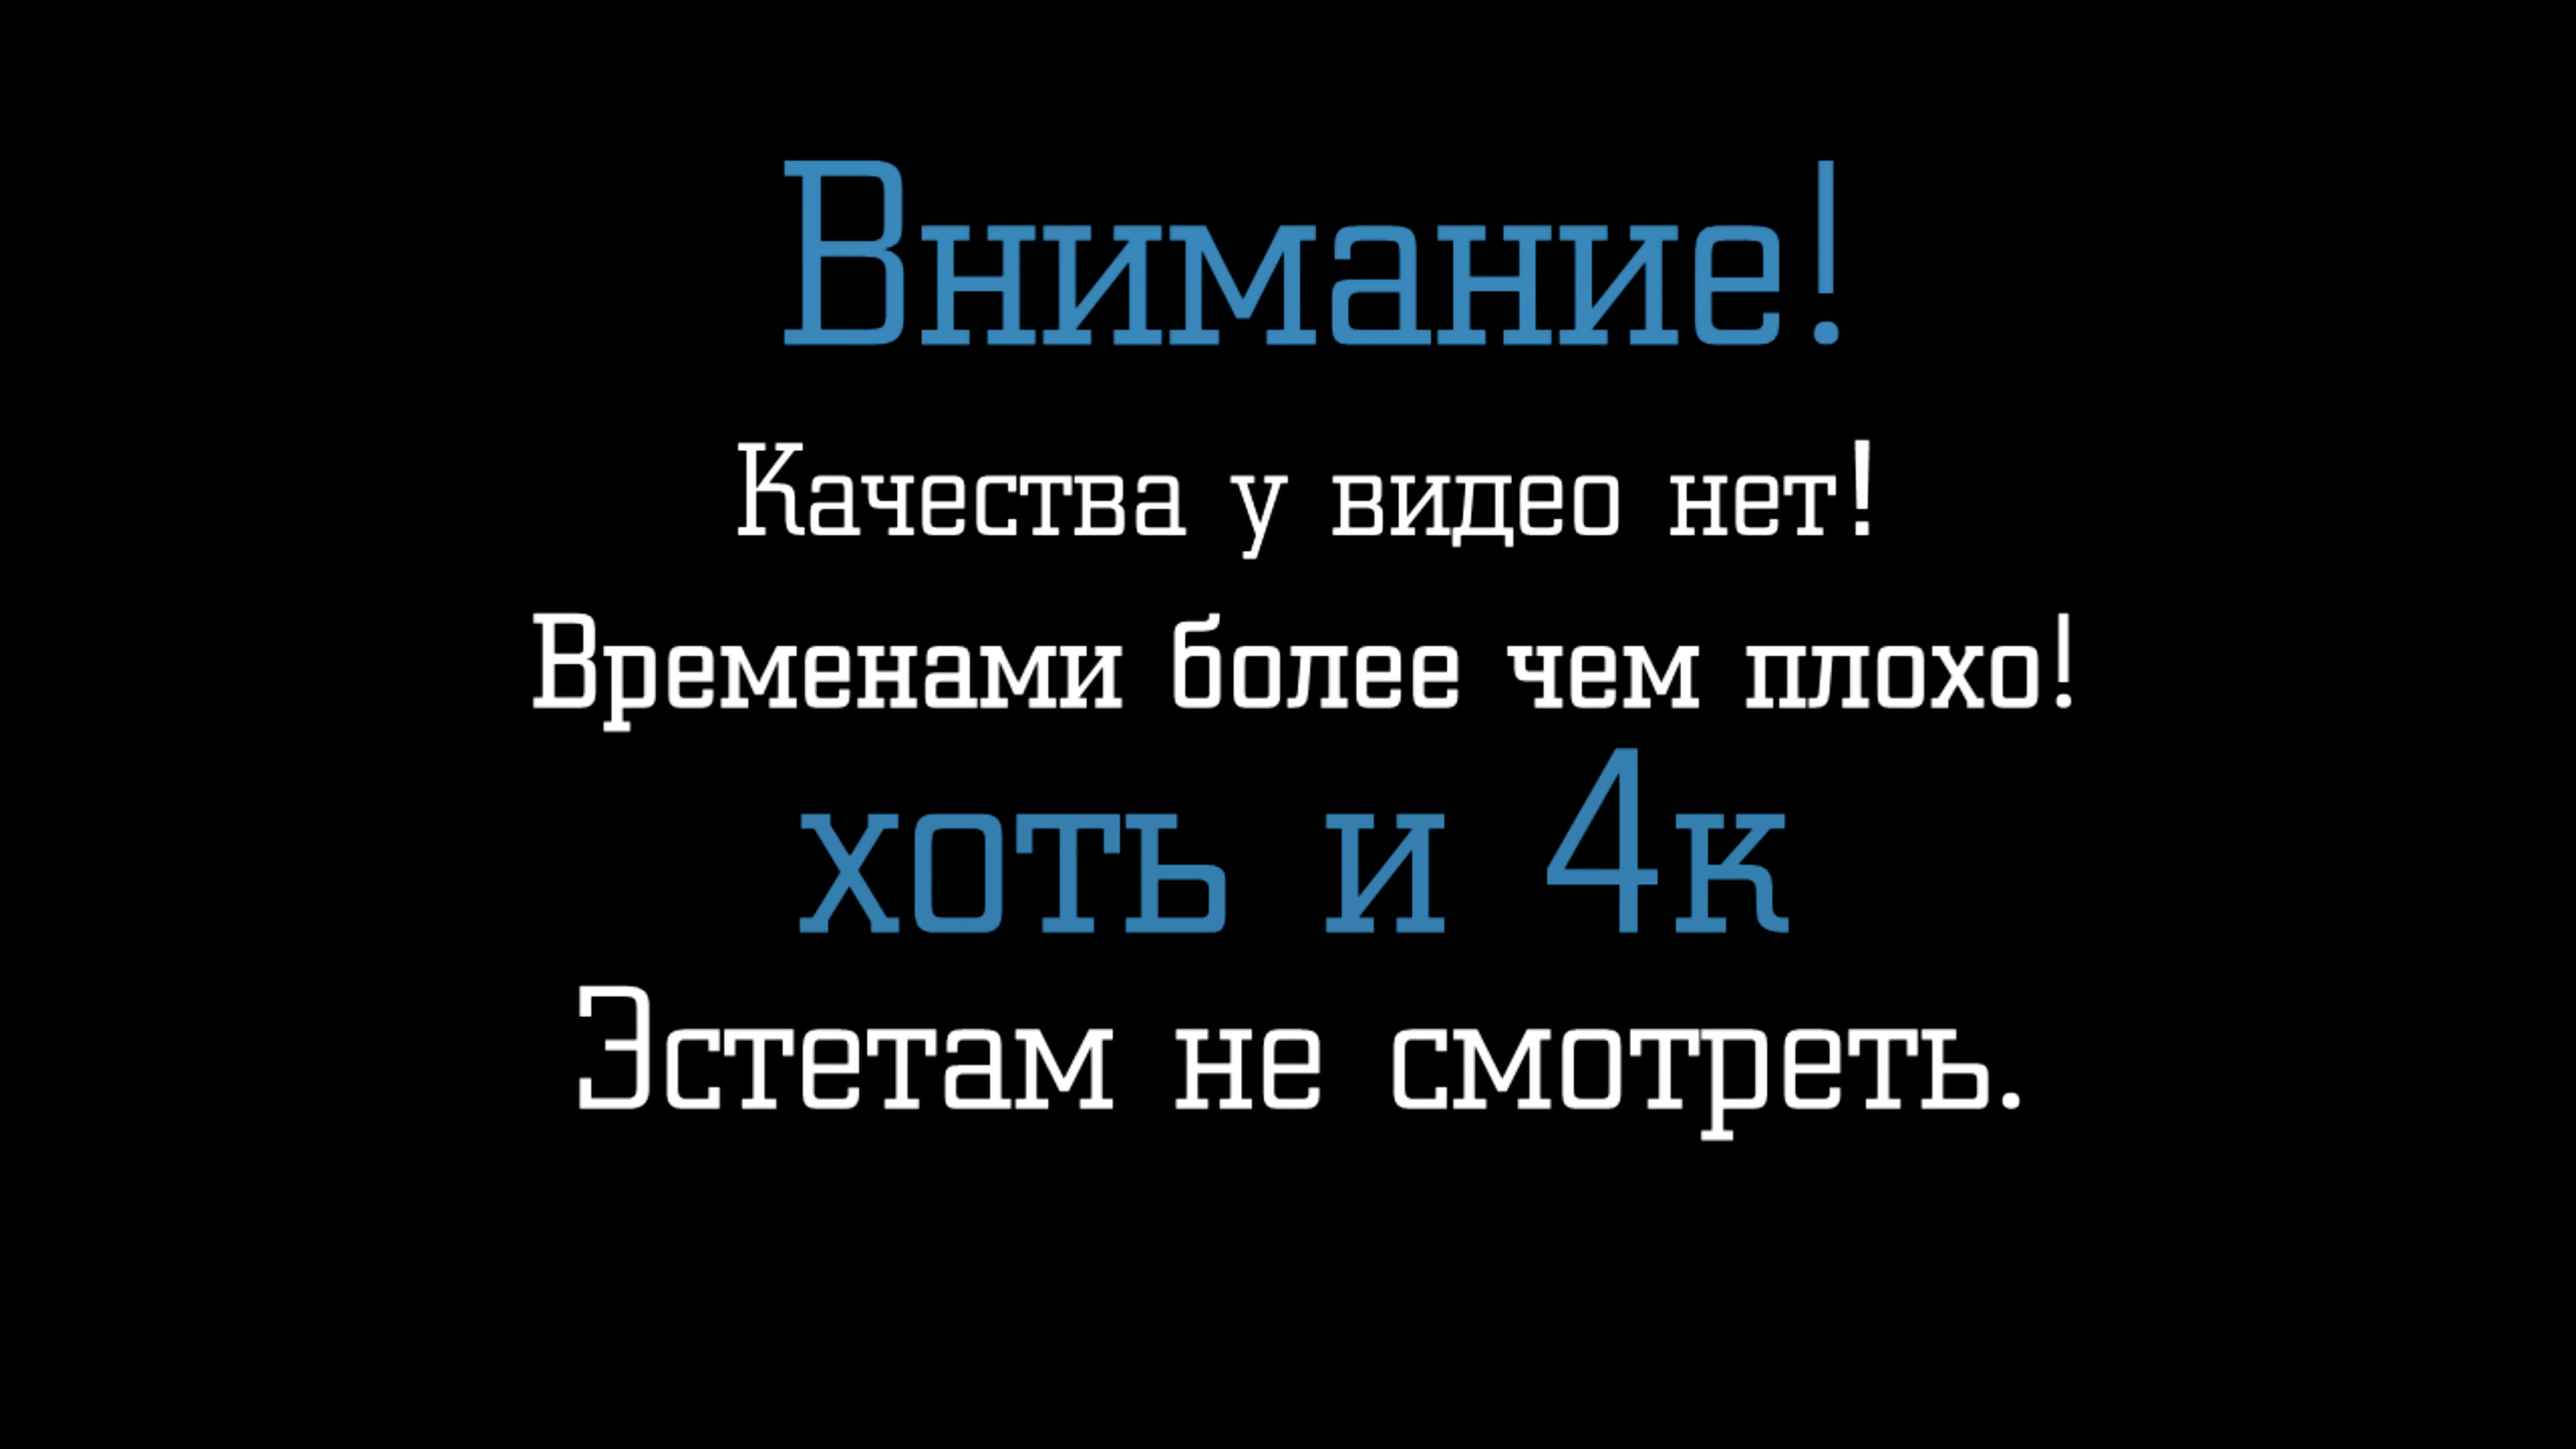 Внимание!
Качества у видео нет!
Временами более чем плохо!
хоть и 4к
Эстетам не смотреть.